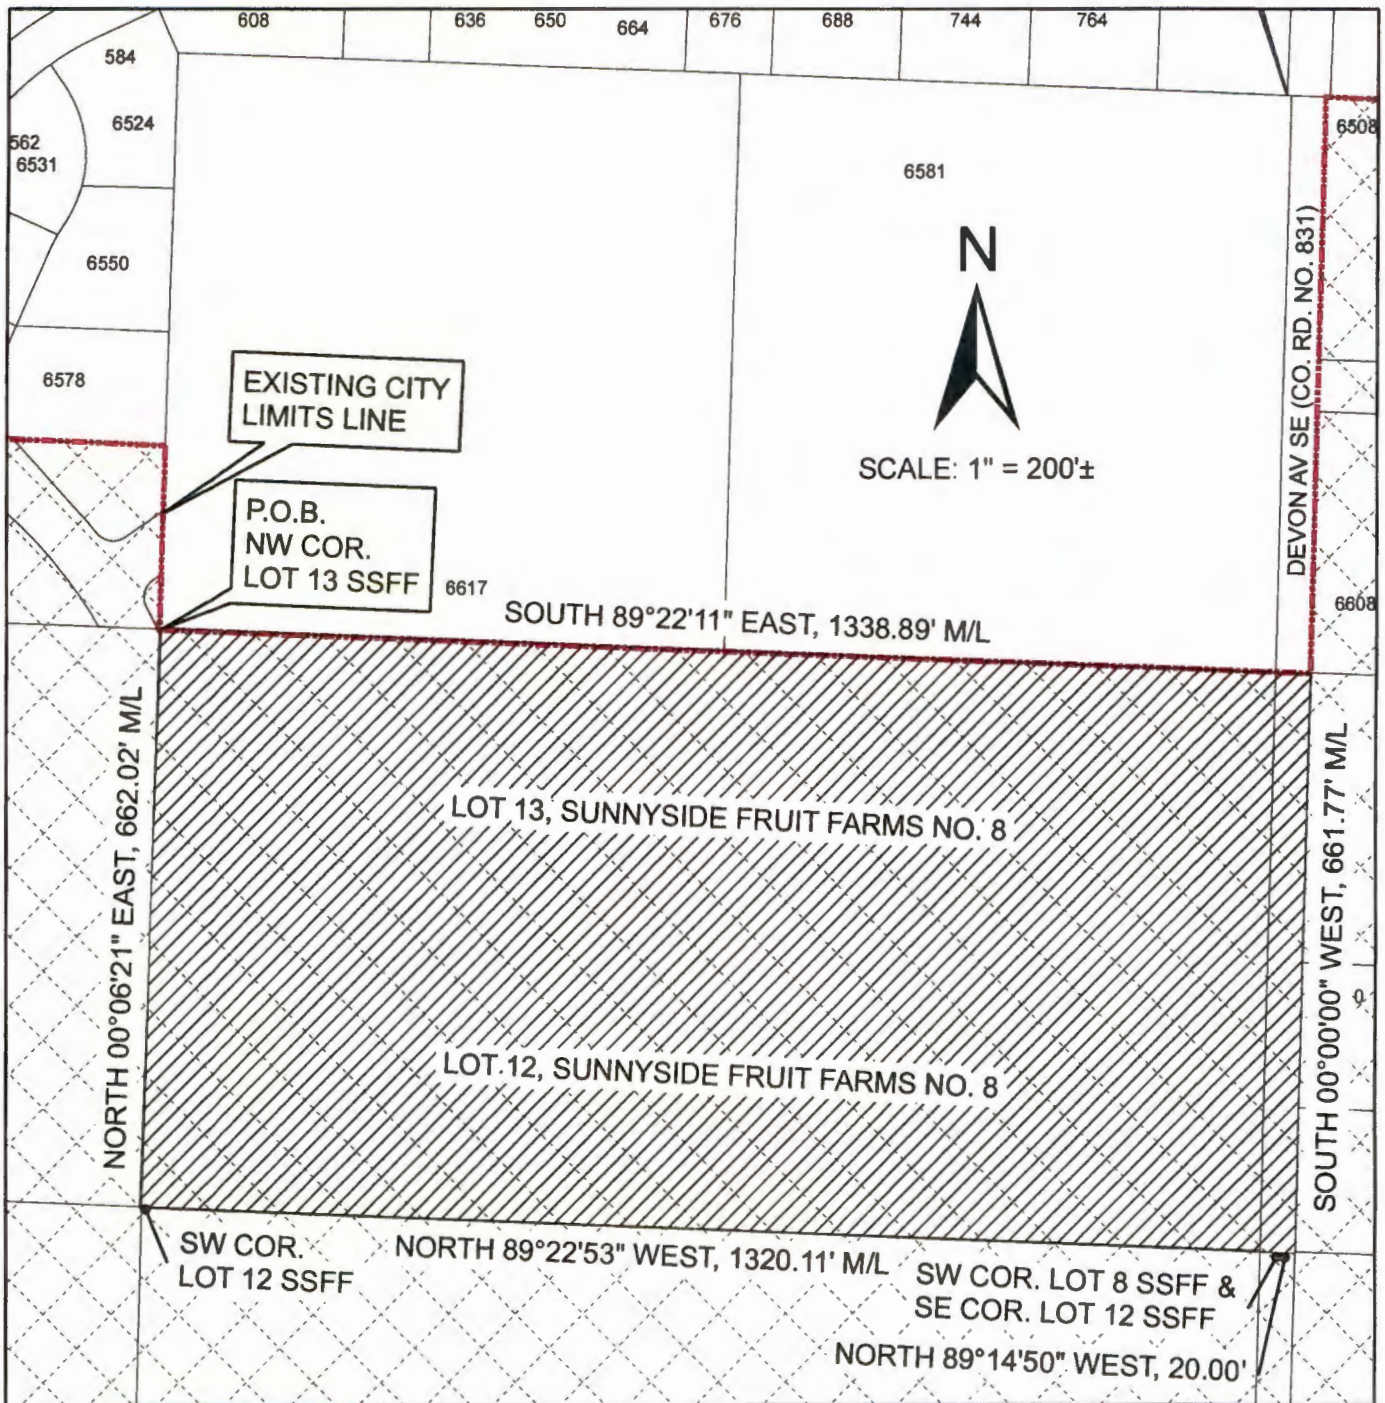 608
636
650
664
676
688
744
764
584
6524
562
6531
6550
6578
6581
6508
N
SCALE: 1" = 200'±
EXISTING CITY
LIMITS LINE
P.O.B.
NW COR.
LOT 13 SSFF
6617
DEVON AV SE (CO. RD. NO. 831)
6608
SOUTH 89°22'11" EAST, 1338.89' M/L
NORTH 00°06'21" EAST, 662.02' M/L
LOT 13, SUNNYSIDE FRUIT FARMS NO. 8
LOT 12, SUNNYSIDE FRUIT FARMS NO. 8
SOUTH 00°00'00" WEST, 661.77' M/L
0
SW COR.
LOT 12 SSFF
NORTH 89°22'53" WEST, 1320.11' M/L
SW COR. LOT 8 SSFF &
SE COR. LOT 12 SSFF
NORTH 89°14'50" WEST, 20.00'